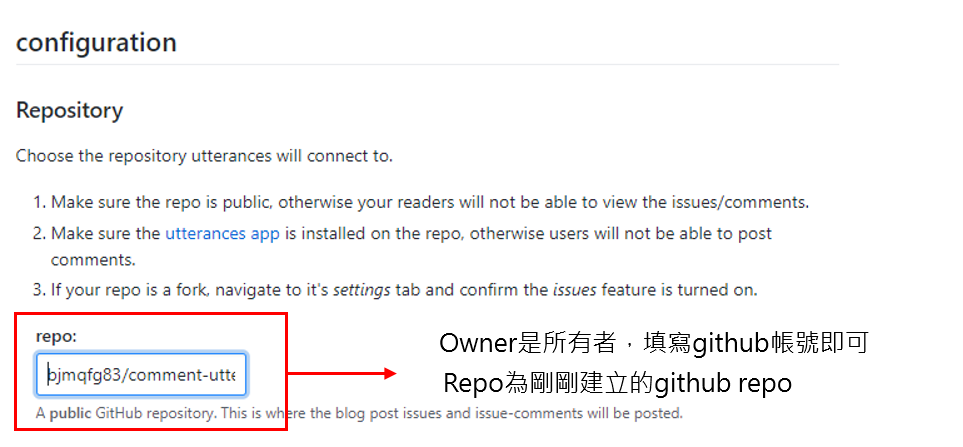 configuration
Repository
Choose the repository utterances will connect to.
1. Make sure the repo is public, otherwise your readers will not be able to view the issues/comments.
2. Make sure the utterances app is installed on the repo, otherwise users will not be able to post
comments.
3. If your repo is a fork, navigate to it's settings tab and confirm the issues feature is turned on.
repo:
bjmqfg83/comment-utte
A public GitHub repository. This is where the blog post issues and issue-comments will be posted.
Owner是所有者，填寫github帳號即可
Repo為剛剛建立的github repo